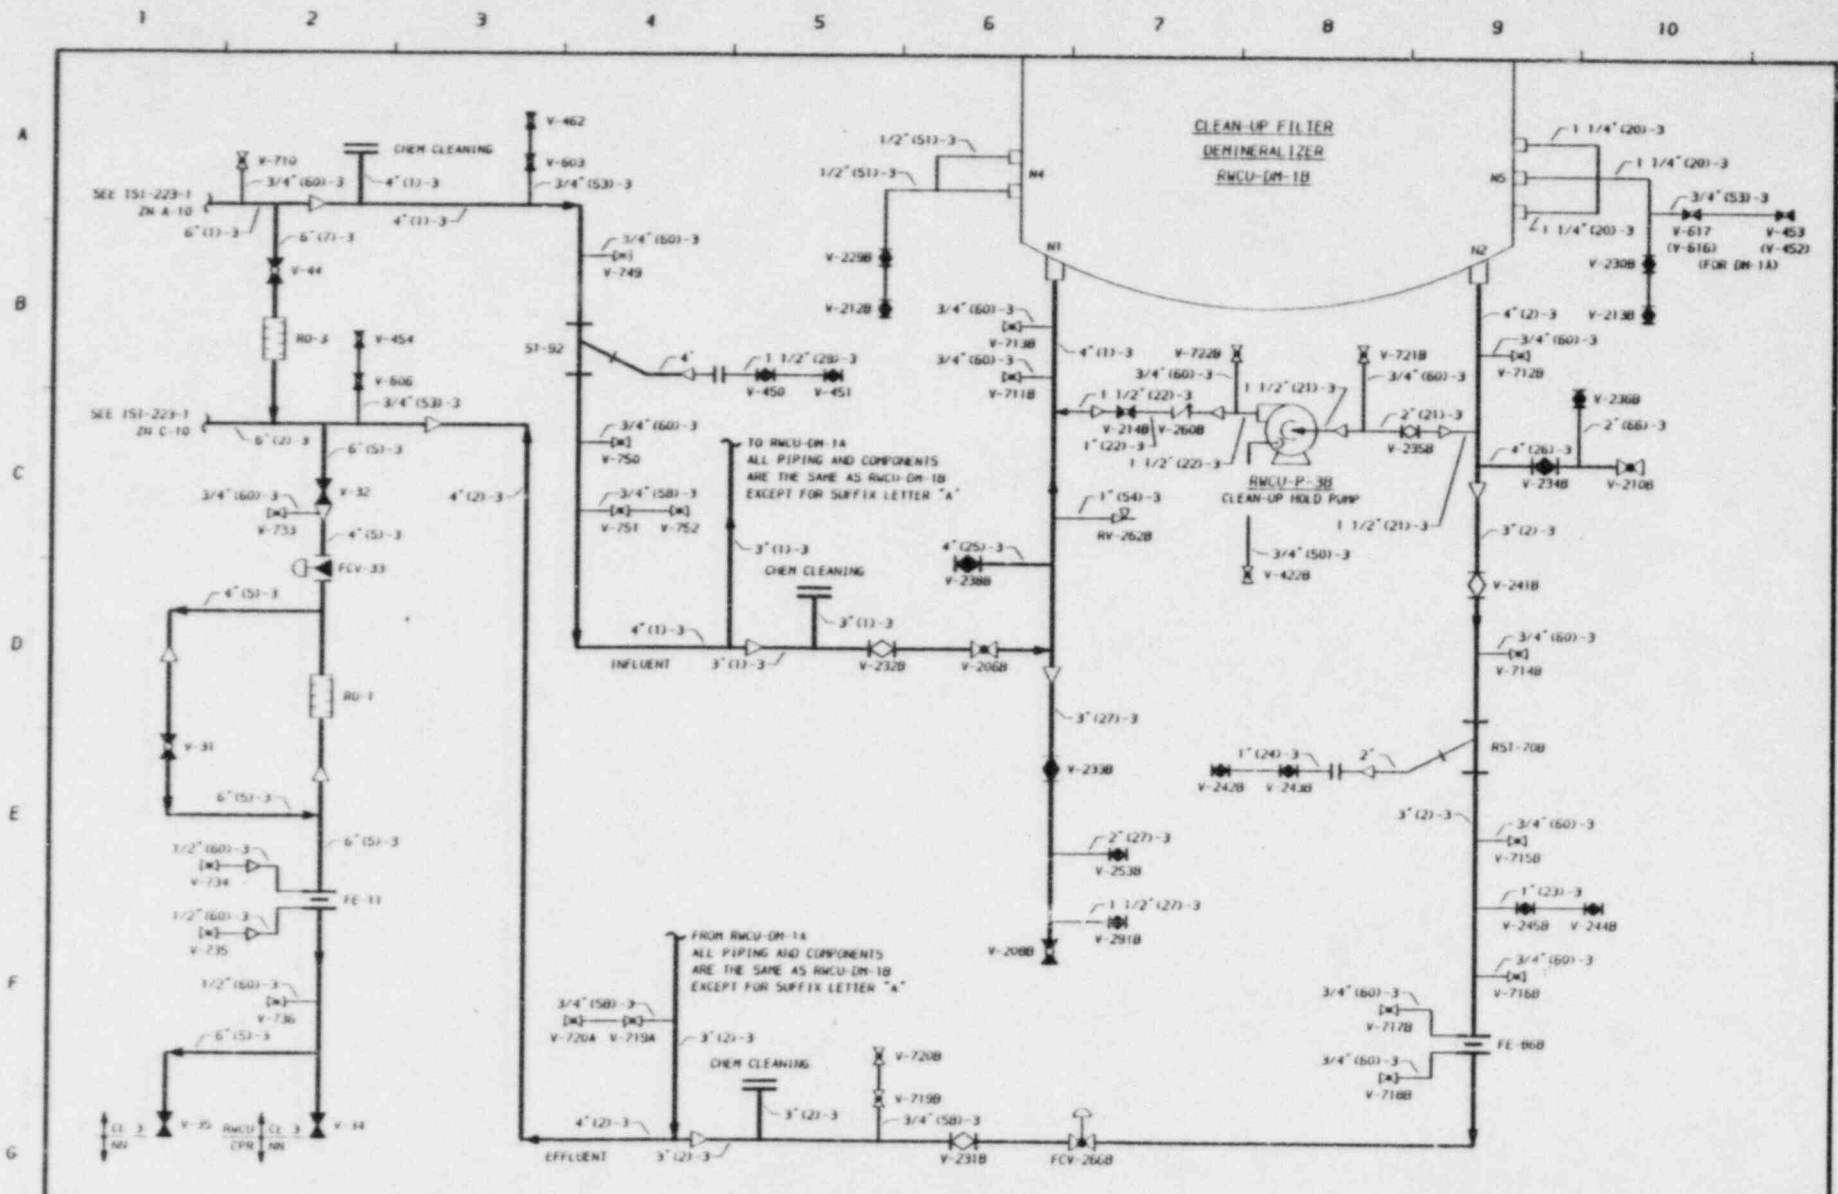 1 2 3 4 5 6 7 8 9 10
A
B
C
D
E
F
G
SEE ISI-223-1
ZN A-10
6"(1)-3
V-710
3/4"(60)-3
CHEM CLEANING
4"(1)-3
V-462
V-603
3/4"(53)-3
4"(1)-3
6"(7)-3
V-44
RO-3
V-454
V-606
3/4"(53)-3
SEE ISI-223-1
ZN C-10
6"(2)-3
6"(5)-3
3/4"(60)-3
V-733
V-32
4"(5)-3
FCV-33
4"(5)-3
RO-1
V-31
6"(5)-3
6"(5)-3
1/2"(60)-3
V-734
FE-11
1/2"(60)-3
V-735
1/2"(60)-3
V-736
6"(5)-3
CL 3
NN
V-35
RWCU
CPR
CL 3
NN
V-34
4"(2)-3
3/4"(60)-3
V-749
ST-92
4"
1 1/2"(29)-3
V-450
V-451
3/4"(60)-3
V-750
3/4"(58)-3
V-751
V-752
TO RWCU-DM-1A
ALL PIPING AND COMPONENTS
ARE THE SAME AS RWCU-DM-1B
EXCEPT FOR SUFFIX LETTER "A"
3"(1)-3
CHEM CLEANING
3"(1)-3
4"(1)-3
INFLUENT
3"(1)-3
V-232B
V-206B
1/2"(51)-3
1/2"(51)-3
N4
V-229B
V-212B
CLEAN-UP FILTER
DEMINERALIZER
RWCU-DM-1B
N5
N1
N2
1 1/4"(20)-3
1 1/4"(20)-3
3/4"(53)-3
1 1/4"(20)-3
V-617
(V-616)
V-453
(V-452)
(FOR DM-1A)
V-230B
V-213B
3/4"(60)-3
V-713B
3/4"(60)-3
V-711B
4"(1)-3
1 1/2"(22)-3
V-214B
V-260B
1"(22)-3
1 1/2"(22)-3
V-722B
3/4"(60)-3
1 1/2"(21)-3
V-721B
3/4"(60)-3
2"(21)-3
V-235B
RWCU-P-3B
CLEAN-UP HOLD PUMP
1 1/2"(21)-3
3/4"(50)-3
V-422B
1"(54)-3
RV-262B
4"(25)-3
V-238B
4"(2)-3
3/4"(60)-3
V-712B
V-236B
2"(66)-3
4"(26)-3
V-234B
V-210B
3"(2)-3
V-241B
3/4"(60)-3
V-714B
RST-70B
2"
1"(24)-3
V-242B
V-243B
3"(2)-3
3/4"(60)-3
V-715B
1"(23)-3
V-245B
V-244B
3/4"(60)-3
V-716B
3/4"(60)-3
V-717B
FE-86B
3/4"(60)-3
V-718B
3"(27)-3
V-233B
2"(27)-3
V-253B
1 1/2"(27)-3
V-291B
V-208B
FROM RWCU-DM-1A
ALL PIPING AND COMPONENTS
ARE THE SAME AS RWCU-DM-1B
EXCEPT FOR SUFFIX LETTER "A"
3/4"(58)-3
V-720A
V-719A
3"(2)-3
CHEM CLEANING
3"(2)-3
V-720B
V-719B
3/4"(58)-3
4"(2)-3
EFFLUENT
3"(2)-3
V-231B
FCV-266B